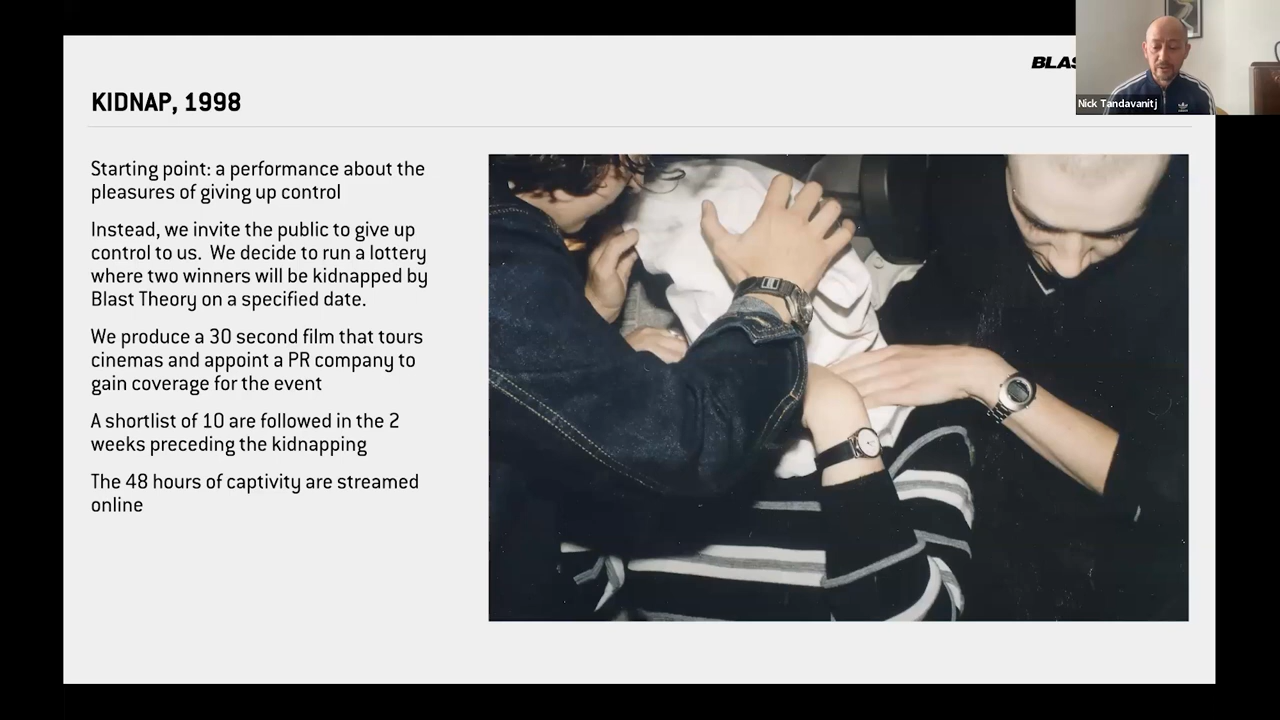 BLAS
KIDNAP, 1998
Nick Tandavanitj
Starting point: a performance about the
pleasures of giving up control
Instead, we invite the public to give up
control to us. We decide to run a lottery
where two winners will be kidnapped by
Blast Theory on a specified date.
We produce a 30 second film that tours
cinemas and appoint a PR company to
gain coverage for the event
A shortlist of 10 are followed in the 2
weeks preceding the kidnapping
The 48 hours of captivity are streamed
online